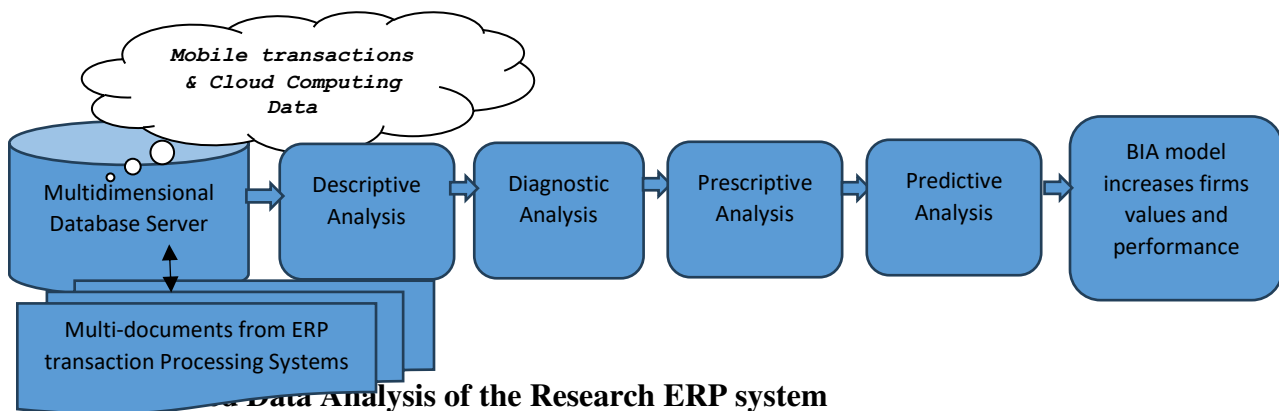 Mobile transactions
& Cloud Computing
Data
Multidimensional
Database Server
Descriptive
Analysis
Diagnostic
Analysis
Prescriptive
Analysis
Predictive
Analysis
BIA model
increases firms
values and
performance
Multi-documents from ERP
transaction Processing Systems
Data Analysis of the Research ERP system